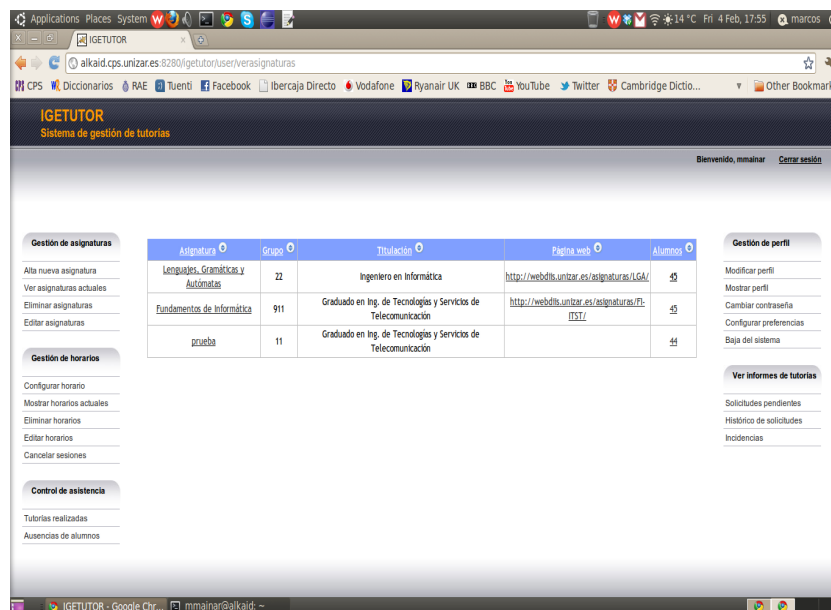 Applications Places System 14 °C Fri 4 Feb, 17:55 marcos
IGETUTOR
alkaid.cps.unizar.es:8280/igetutor/user/verasignaturas
CPS Diccionarios RAE Tuenti Facebook Ibercaja Directo Vodafone Ryanair UK BBC YouTube Twitter Cambridge Dictio... Other Bookmark
IGETUTOR
Sistema de gestión de tutorías
Bienvenido, mmainar Cerrar sesión
Gestión de asignaturas
Alta nueva asignatura
Ver asignaturas actuales
Eliminar asignaturas
Editar asignaturas
Gestión de horarios
Configurar horario
Mostrar horarios actuales
Eliminar horarios
Editar horarios
Cancelar sesiones
Control de asistencia
Tutorías realizadas
Ausencias de alumnos
Asignatura Grupo Titulación Página web Alumnos
Lenguajes, Gramáticas y
Autómatas
22 Ingeniero en Informática http://webdiis.unizar.es/asignaturas/LGA/ 45
Fundamentos de Informática 911 Graduado en Ing. de Tecnologías y Servicios de
Telecomunicación
http://webdiis.unizar.es/asignaturas/FI-
ITST/
45
prueba 11 Graduado en Ing. de Tecnologías y Servicios de
Telecomunicación
44
Gestión de perfil
Modificar perfil
Mostrar perfil
Cambiar contraseña
Configurar preferencias
Baja del sistema
Ver informes de tutorías
Solicitudes pendientes
Histórico de solicitudes
Incidencias
IGETUTOR - Google Chr... mmainar@alkaid: ~